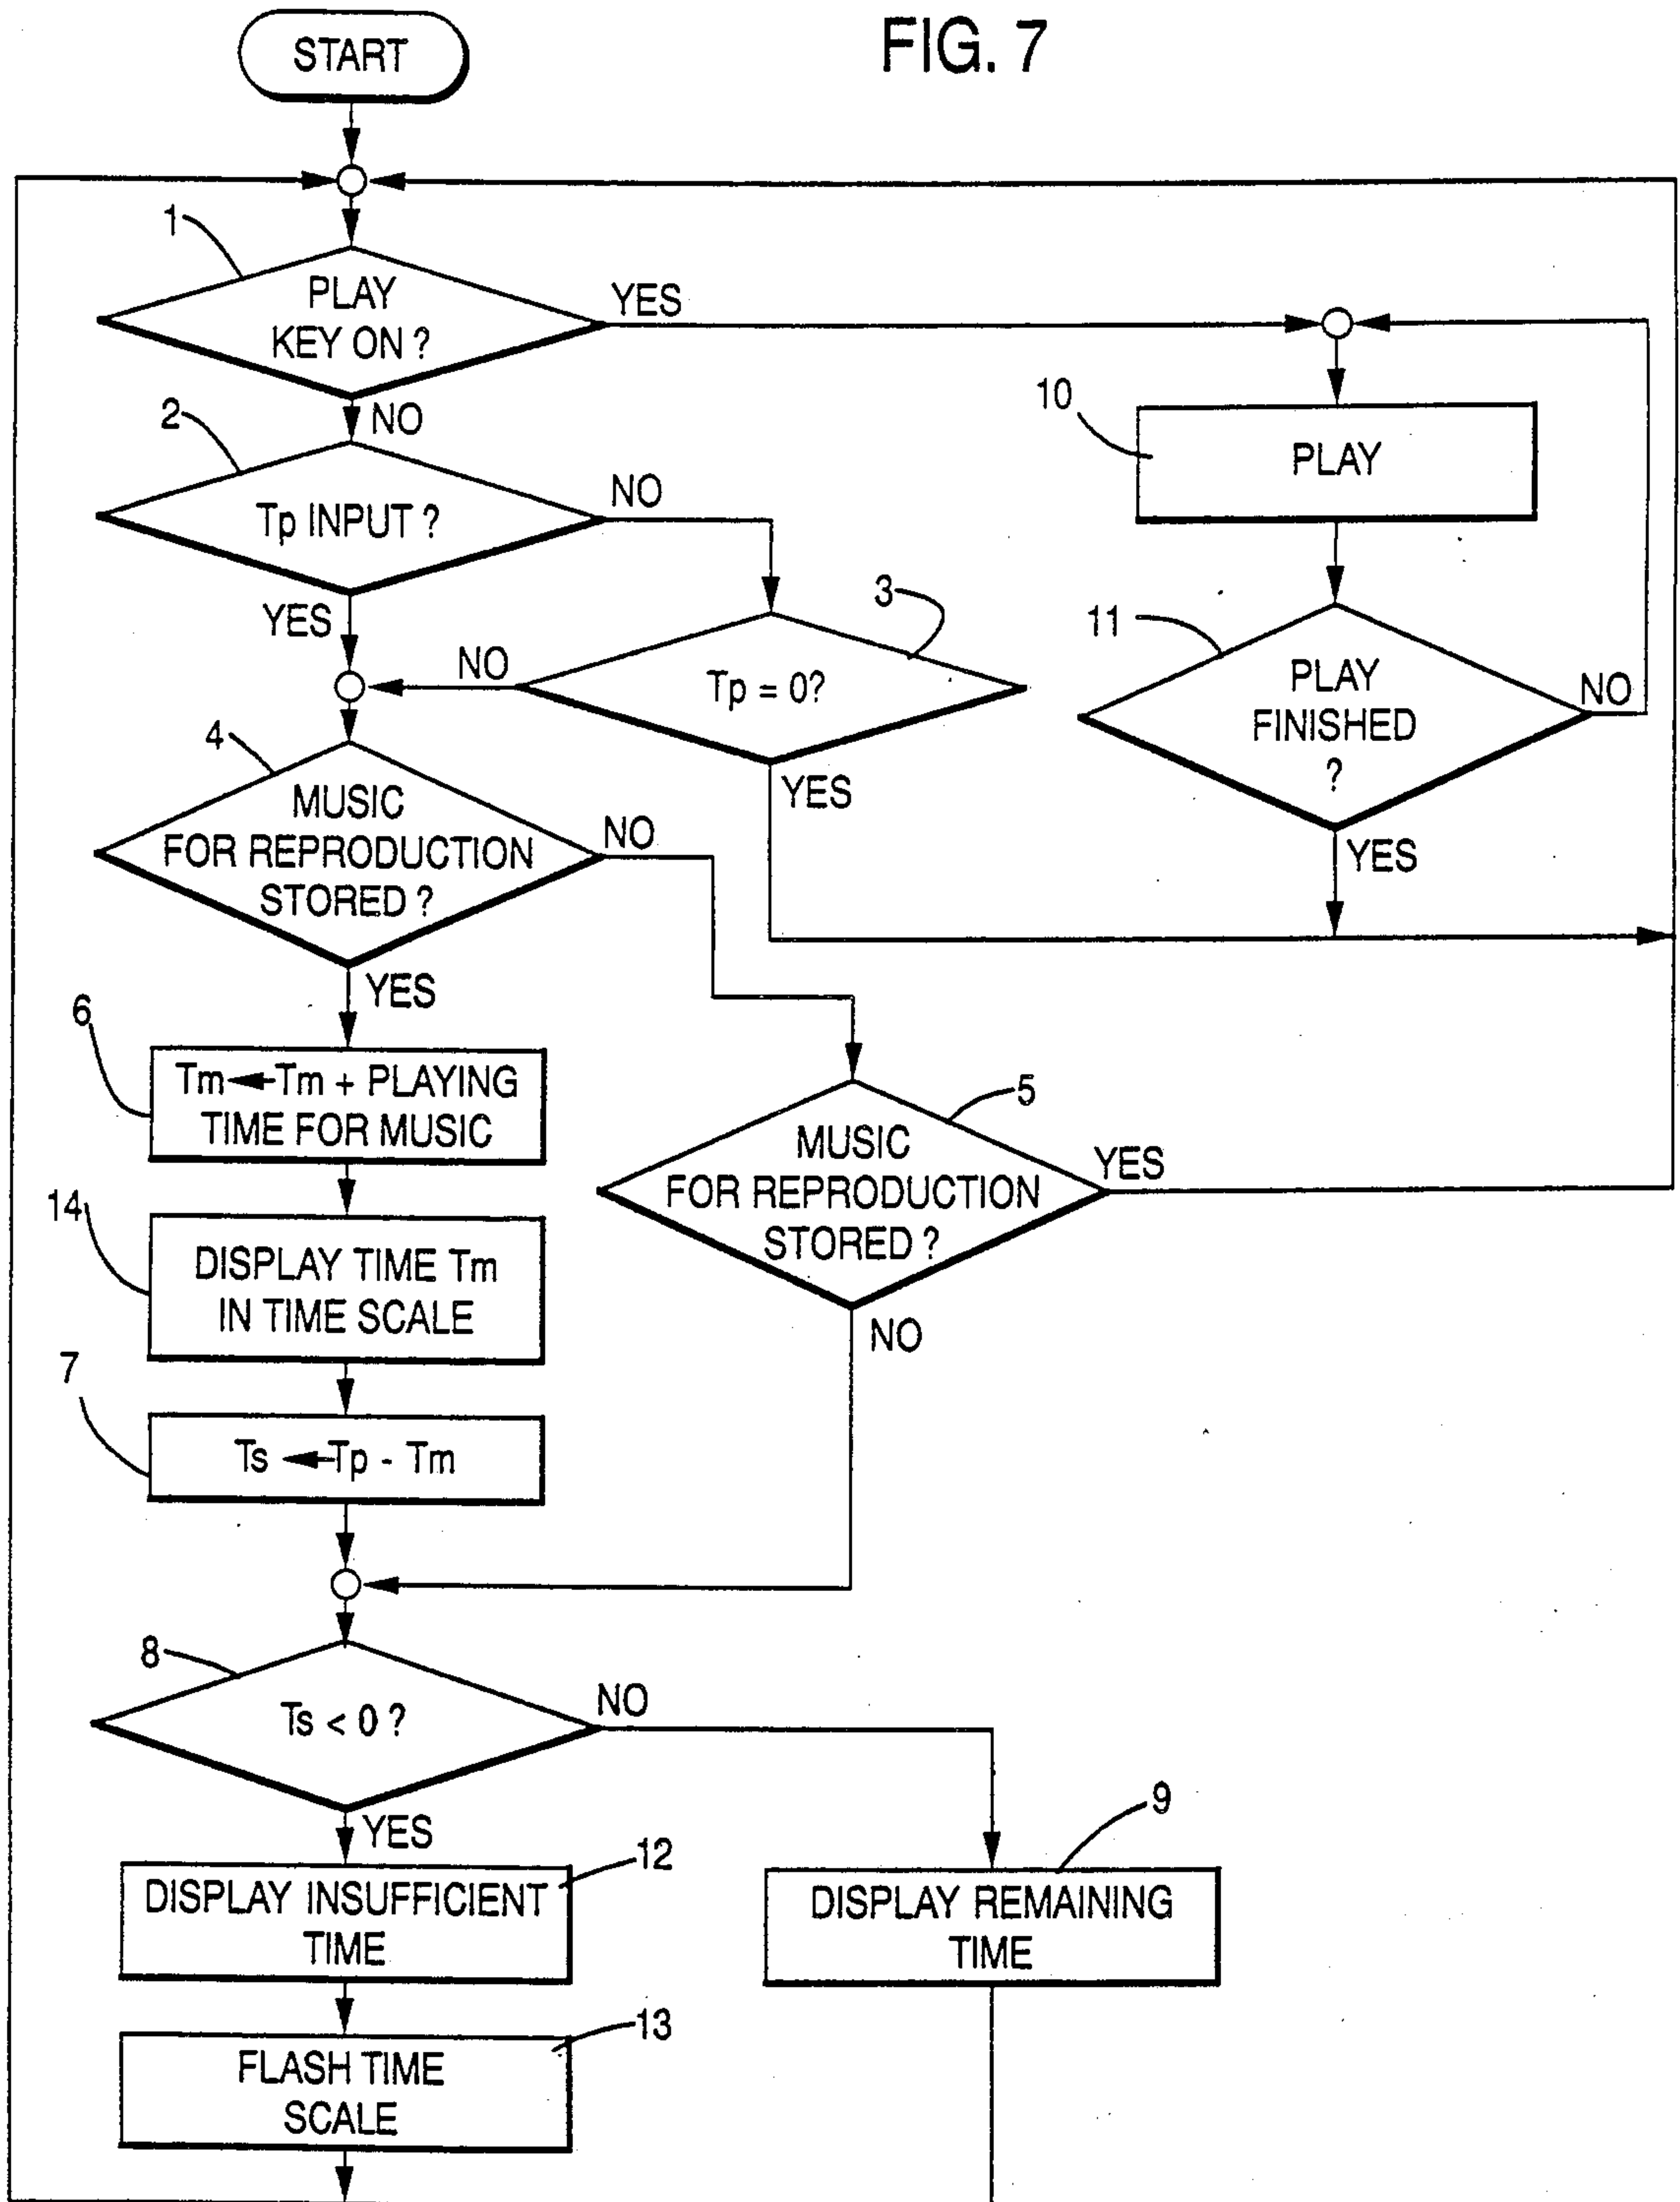 FIG. 7
START
1
PLAY
KEY ON ?
YES
NO
2
Tp INPUT ?
NO
YES
3
Tp = 0?
NO
YES
10
PLAY
11
PLAY
FINISHED
?
NO
YES
4
MUSIC
FOR REPRODUCTION
STORED ?
NO
YES
5
MUSIC
FOR REPRODUCTION
STORED ?
YES
NO
6
Tm ← Tm + PLAYING
TIME FOR MUSIC
14
DISPLAY TIME Tm
IN TIME SCALE
7
Ts ← Tp - Tm
8
Ts < 0 ?
NO
YES
9
DISPLAY REMAINING
TIME
12
DISPLAY INSUFFICIENT
TIME
13
FLASH TIME
SCALE